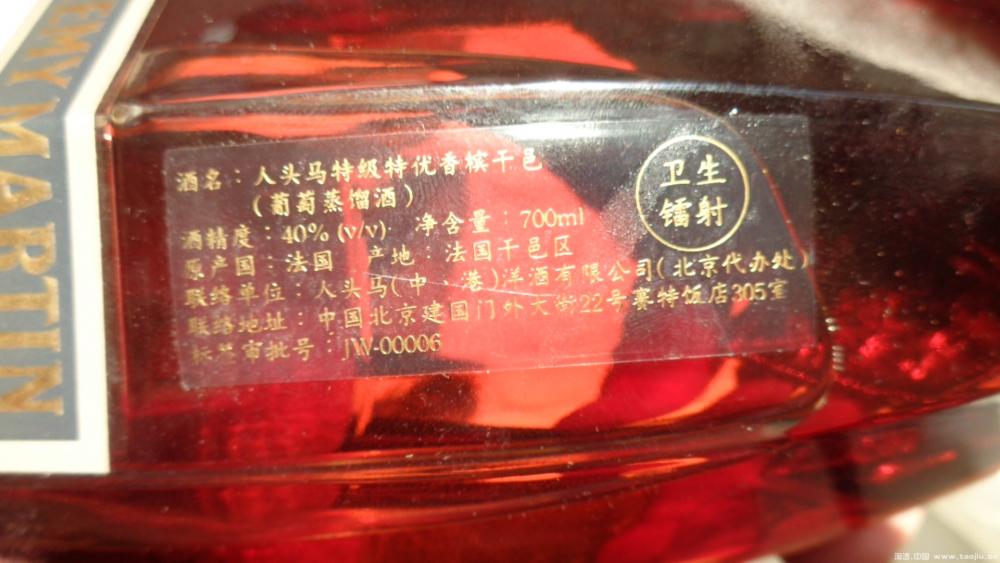 REMY MARTIN
酒名：人头马特级特优香槟干邑
（葡萄蒸馏酒）
酒精度：40% (v/v) 净含量：700ml
原产国：法国 产地：法国干邑区
联络单位：人头马(中 港)洋酒有限公司(北京代办处)
联络地址：中国北京建国门外大街22号赛特饭店305室
标签审批号：JW-00006
卫生
镭射
www.taojiu.cn